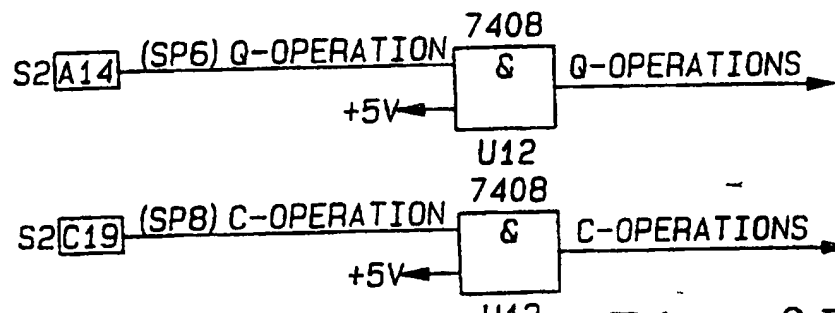 7408
S2 A14 (SP6) Q-OPERATION & Q-OPERATIONS
+5V
U12
7408
S2 C19 (SP8) C-OPERATION & C-OPERATIONS
+5V